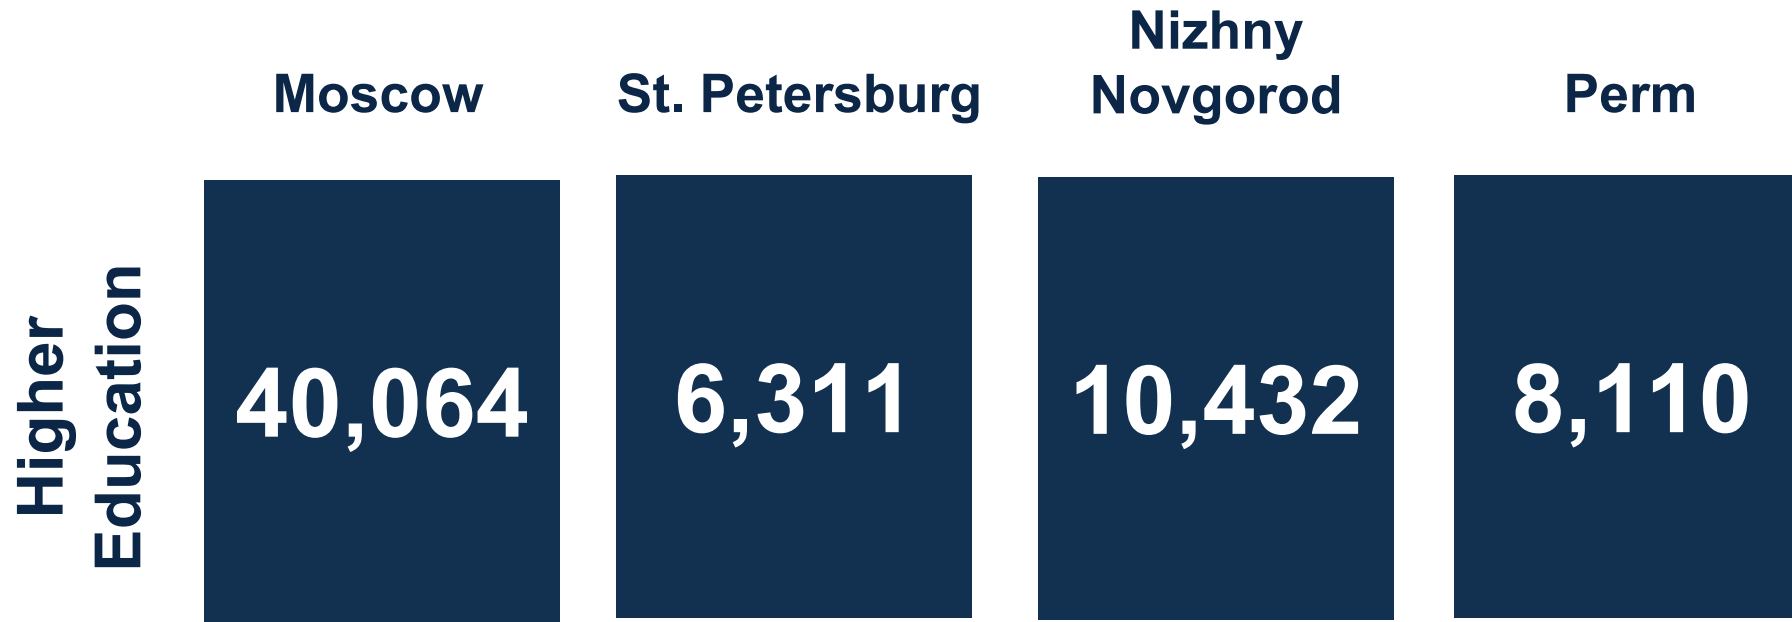 Moscow
St. Petersburg
Nizhny
Novgorod
Perm
Higher
Education
40,064
6,311
10,432
8,110